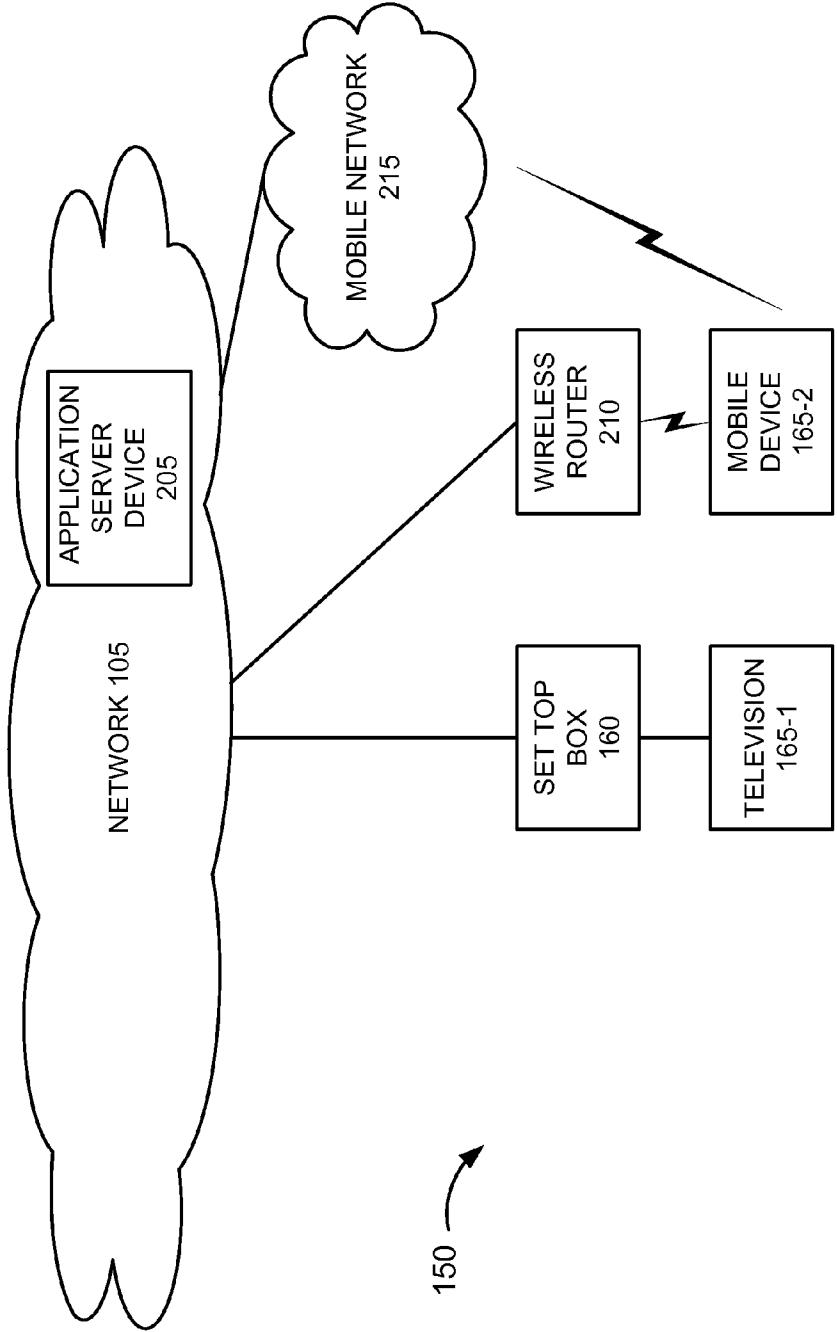 NETWORK 105
APPLICATION
SERVER
DEVICE
205
MOBILE NETWORK
215
SET TOP
BOX
160
WIRELESS
ROUTER
210
TELEVISION
165-1
MOBILE
DEVICE
165-2
150